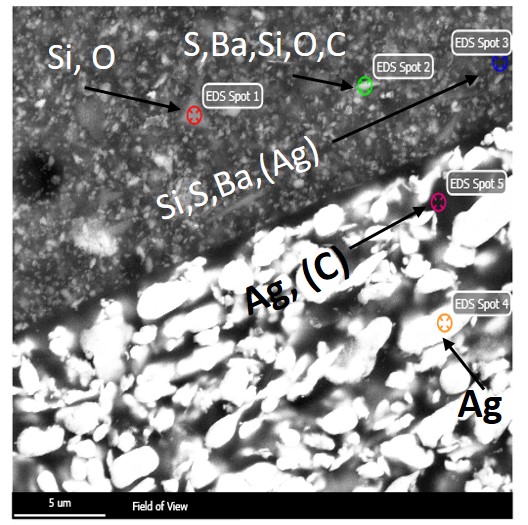 S,Ba,Si,O,C
EDS Spot 3
Si, O
EDS Spot 2
EDS Spot 1
Si,S,Ba,(Ag)
EDS Spot 5
Ag, (C)
EDS Spot 4
Ag
5 um
Field of View